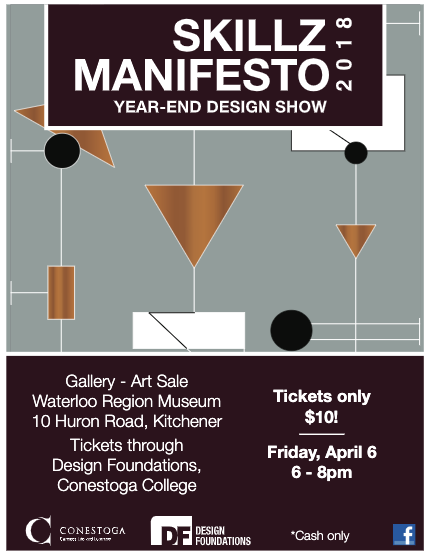 SKILLZ
MANIFESTO
2018
YEAR-END DESIGN SHOW
Gallery - Art Sale
Waterloo Region Museum
10 Huron Road, Kitchener
Tickets through
Design Foundations,
Conestoga College
Tickets only
$10!
Friday, April 6
6 - 8pm
C CONESTOGA
DF DESIGN
FOUNDATIONS
*Cash only
f